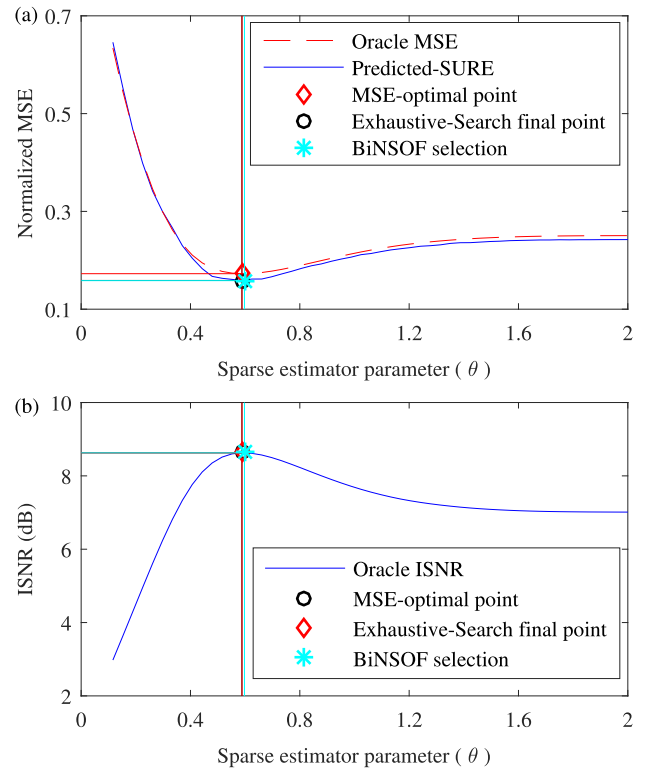 (a)
0.7
0.5
0.3
0.1
Normalized MSE
Oracle MSE
Predicted-SURE
MSE-optimal point
Exhaustive-Search final point
BiNSOF selection
0 0.4 0.8 1.2 1.6 2
Sparse estimator parameter ( θ )
(b)
10
8
6
4
2
ISNR (dB)
Oracle ISNR
MSE-optimal point
Exhaustive-Search final point
BiNSOF selection
0 0.4 0.8 1.2 1.6 2
Sparse estimator parameter ( θ )